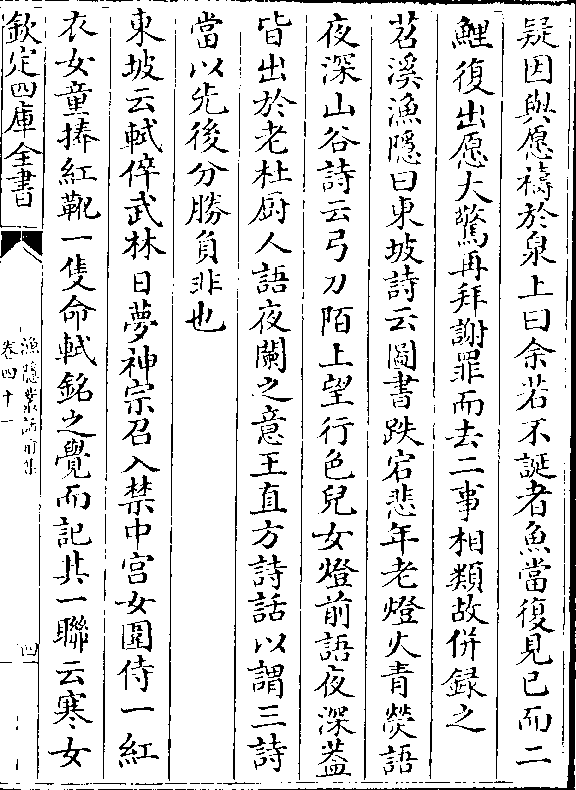 疑因與愿禱於泉上曰余若不誕者魚當復見已而二
鯉復出愿大驚再拜謝罪而去二事相類故併録之
苕溪漁隱曰東坡詩云圖書跌宕悲年老燈火青熒語
夜深山谷詩云弓刀陌上望行色兒女燈前語夜深葢
皆出於老杜厨人語夜闌之意王直方詩話以謂三詩
當以先後分勝負非也
東坡云軾倅武林日夢神宗召入禁中宫女圍侍一紅
衣女童捧紅靴一隻命軾銘之覺而記其一聯云寒女
欽定四庫全書
漁隱叢話前集
卷四十一
四